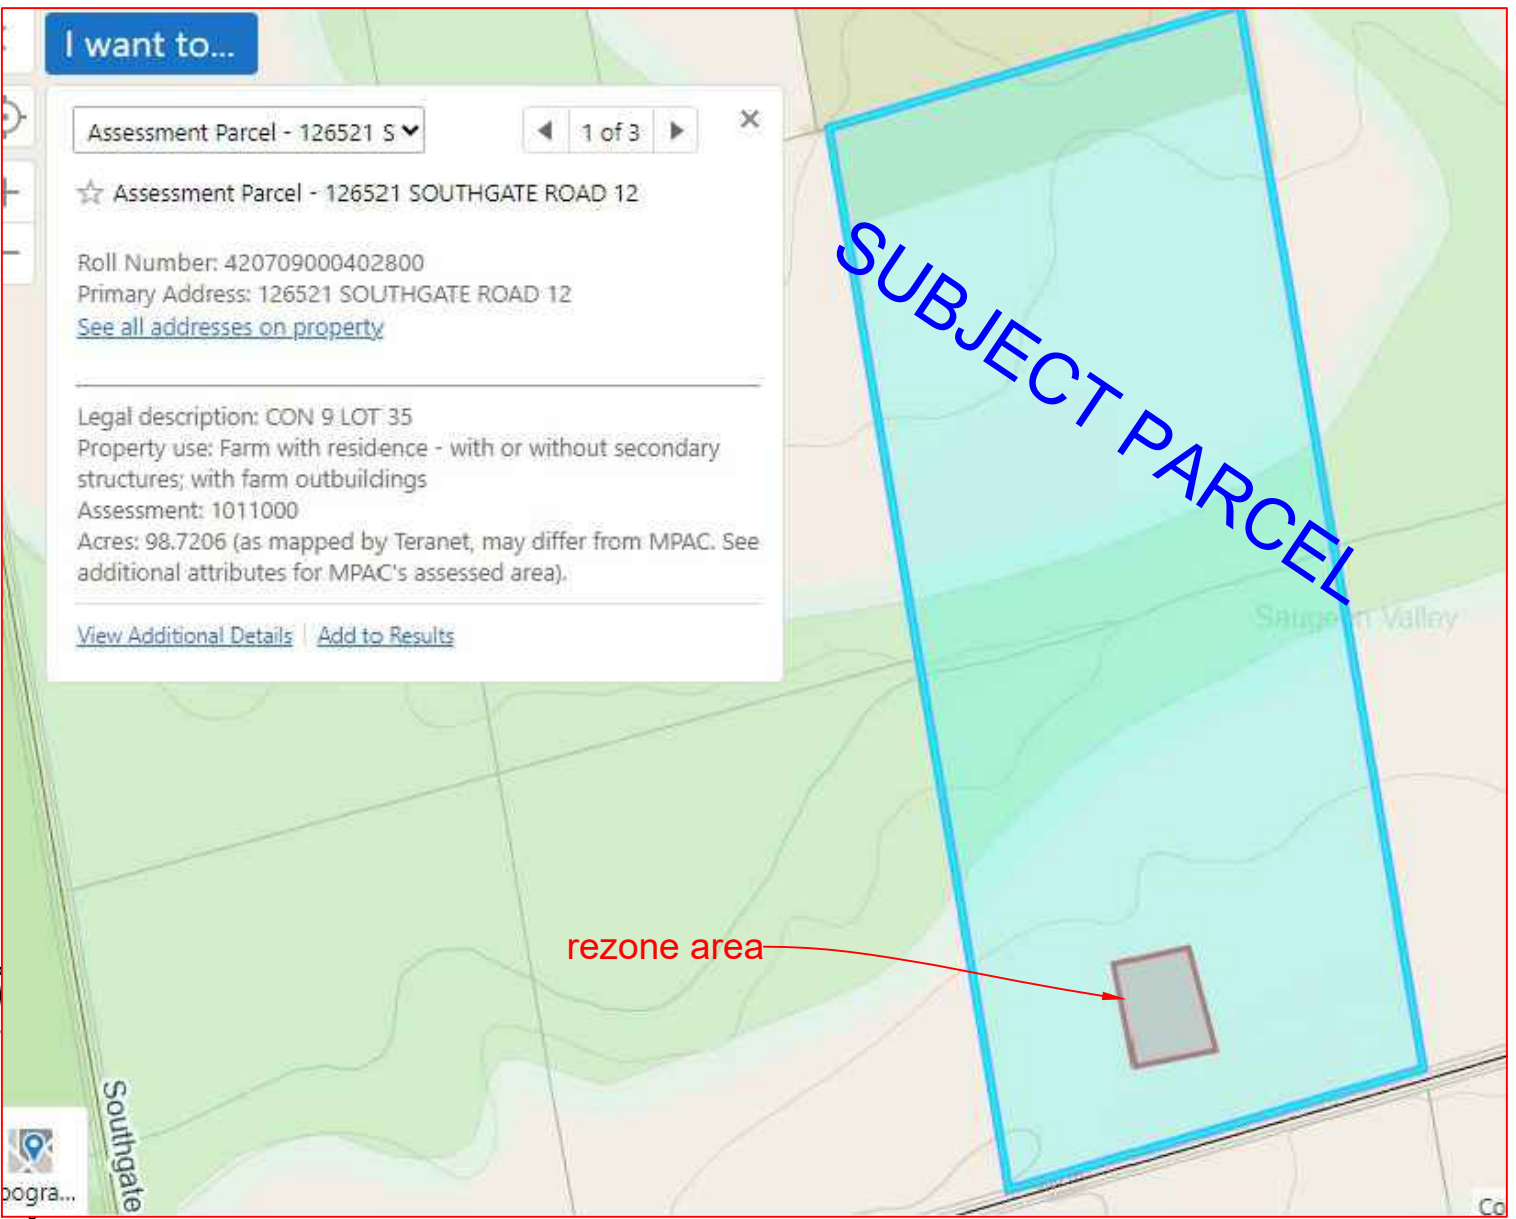 I want to...
Assessment Parcel - 126521 S
1 of 3
Assessment Parcel - 126521 SOUTHGATE ROAD 12
Roll Number: 420709000402800
Primary Address: 126521 SOUTHGATE ROAD 12
See all addresses on property
Legal description: CON 9 LOT 35
Property use: Farm with residence - with or without secondary
structures; with farm outbuildings
Assessment: 1011000
Acres: 98.7206 (as mapped by Teranet, may differ from MPAC. See
additional attributes for MPAC's assessed area).
View Additional Details
Add to Results
SUBJECT PARCEL
Saugeen Valley
rezone area
Southgate
pogra...
Co